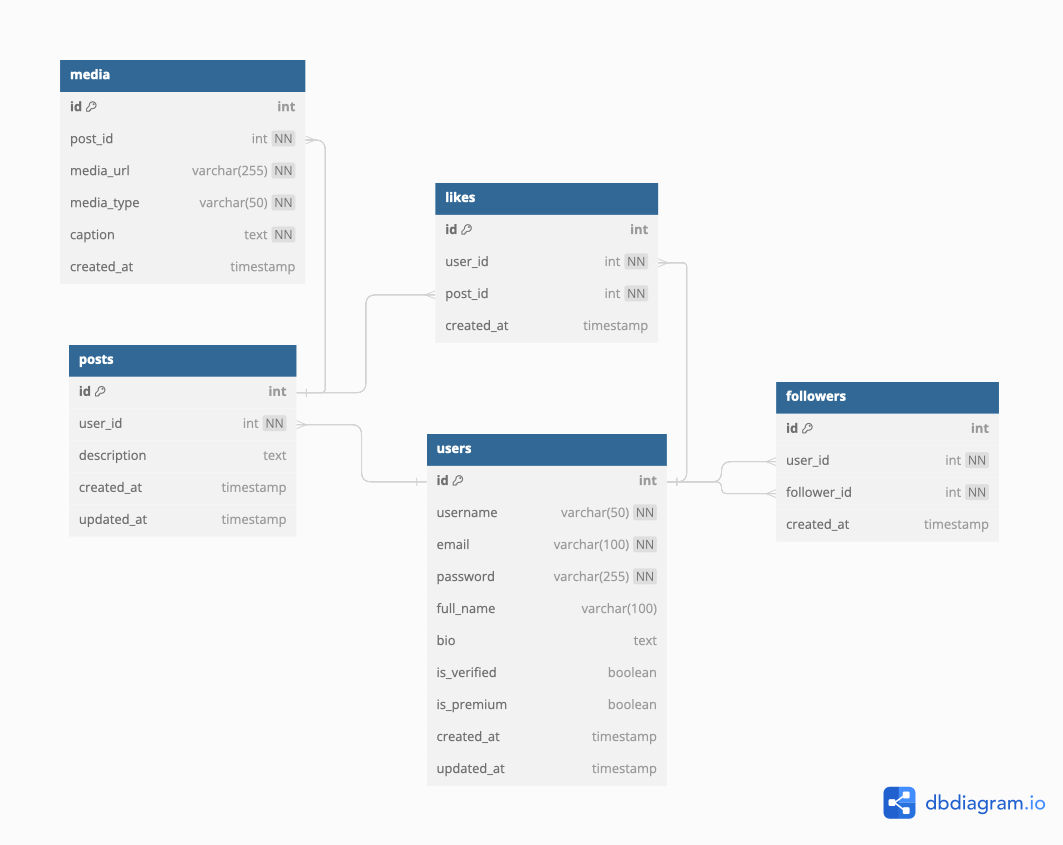 media
id int
post_id int NN
media_url varchar(255) NN
media_type varchar(50) NN
caption text NN
created_at timestamp
likes
id int
user_id int NN
post_id int NN
created_at timestamp
posts
id int
user_id int NN
description text
created_at timestamp
updated_at timestamp
followers
id int
user_id int NN
follower_id int NN
created_at timestamp
users
id int
username varchar(50) NN
email varchar(100) NN
password varchar(255) NN
full_name varchar(100)
bio text
is_verified boolean
is_premium boolean
created_at timestamp
updated_at timestamp
dbdiagram.io